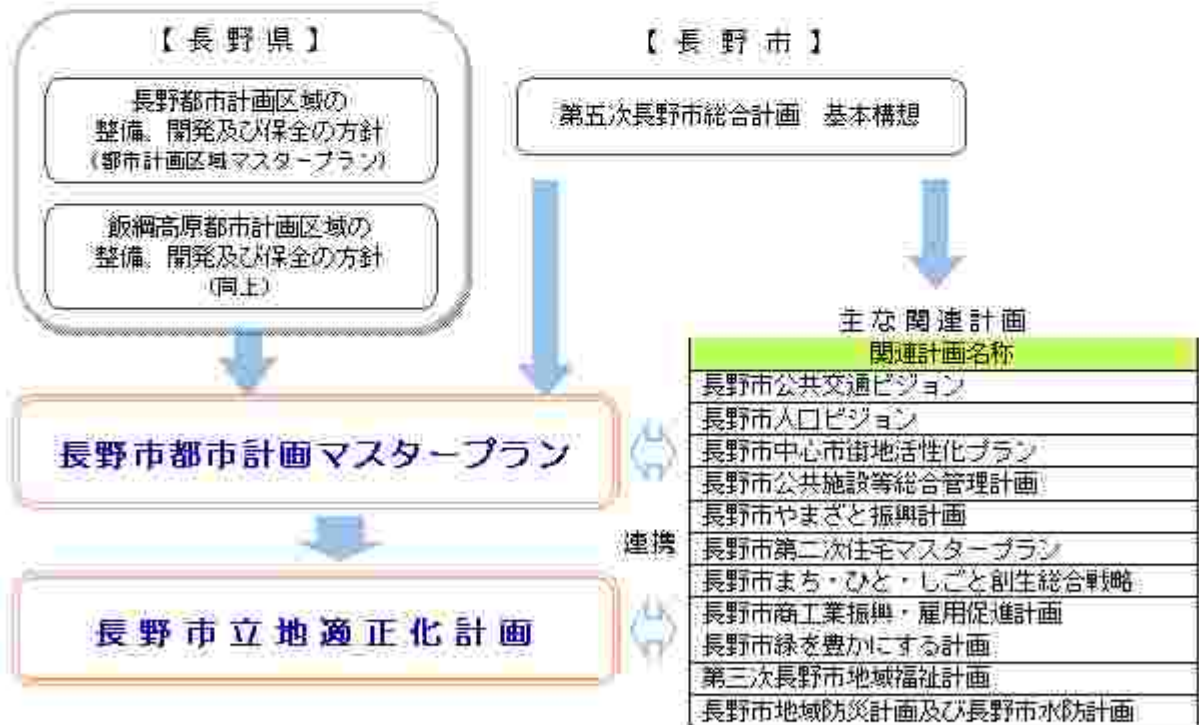 【長野県】
長野都市計画区域の
整備、開発及び保全の方針
(都市計画区域マスタープラン)
飯綱高原都市計画区域の
整備、開発及び保全の方針
(同上)
【長野市】
第五次長野市総合計画 基本構想
長野市都市計画マスタープラン
長野市立地適正化計画
連携
主な関連計画
関連計画名称
長野市公共交通ビジョン
長野市人口ビジョン
長野市中心市街地活性化プラン
長野市公共施設等総合管理計画
長野市やまざと振興計画
長野市第二次住宅マスタープラン
長野市まち・ひと・しごと創生総合戦略
長野市商工業振興・雇用促進計画
長野市緑を豊かにする計画
第三次長野市地域福祉計画
長野市地域防災計画及び長野市水防計画